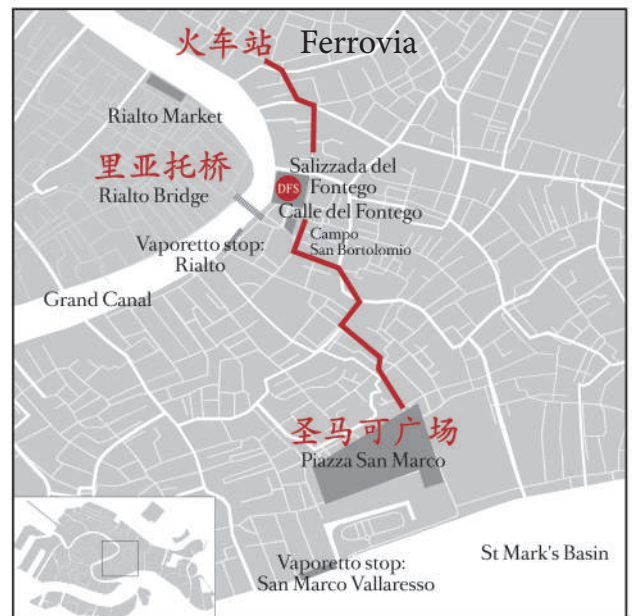 火车站 Ferrovia
Rialto Market
里亚托桥
Rialto Bridge
Salizzada del
Fontego
DFS
Calle del Fontego
Campo
San Bortolomio
Vaporetto stop:
Rialto
Grand Canal
圣马可广场
Piazza San Marco
St Mark's Basin
Vaporetto stop:
San Marco Vallaresso